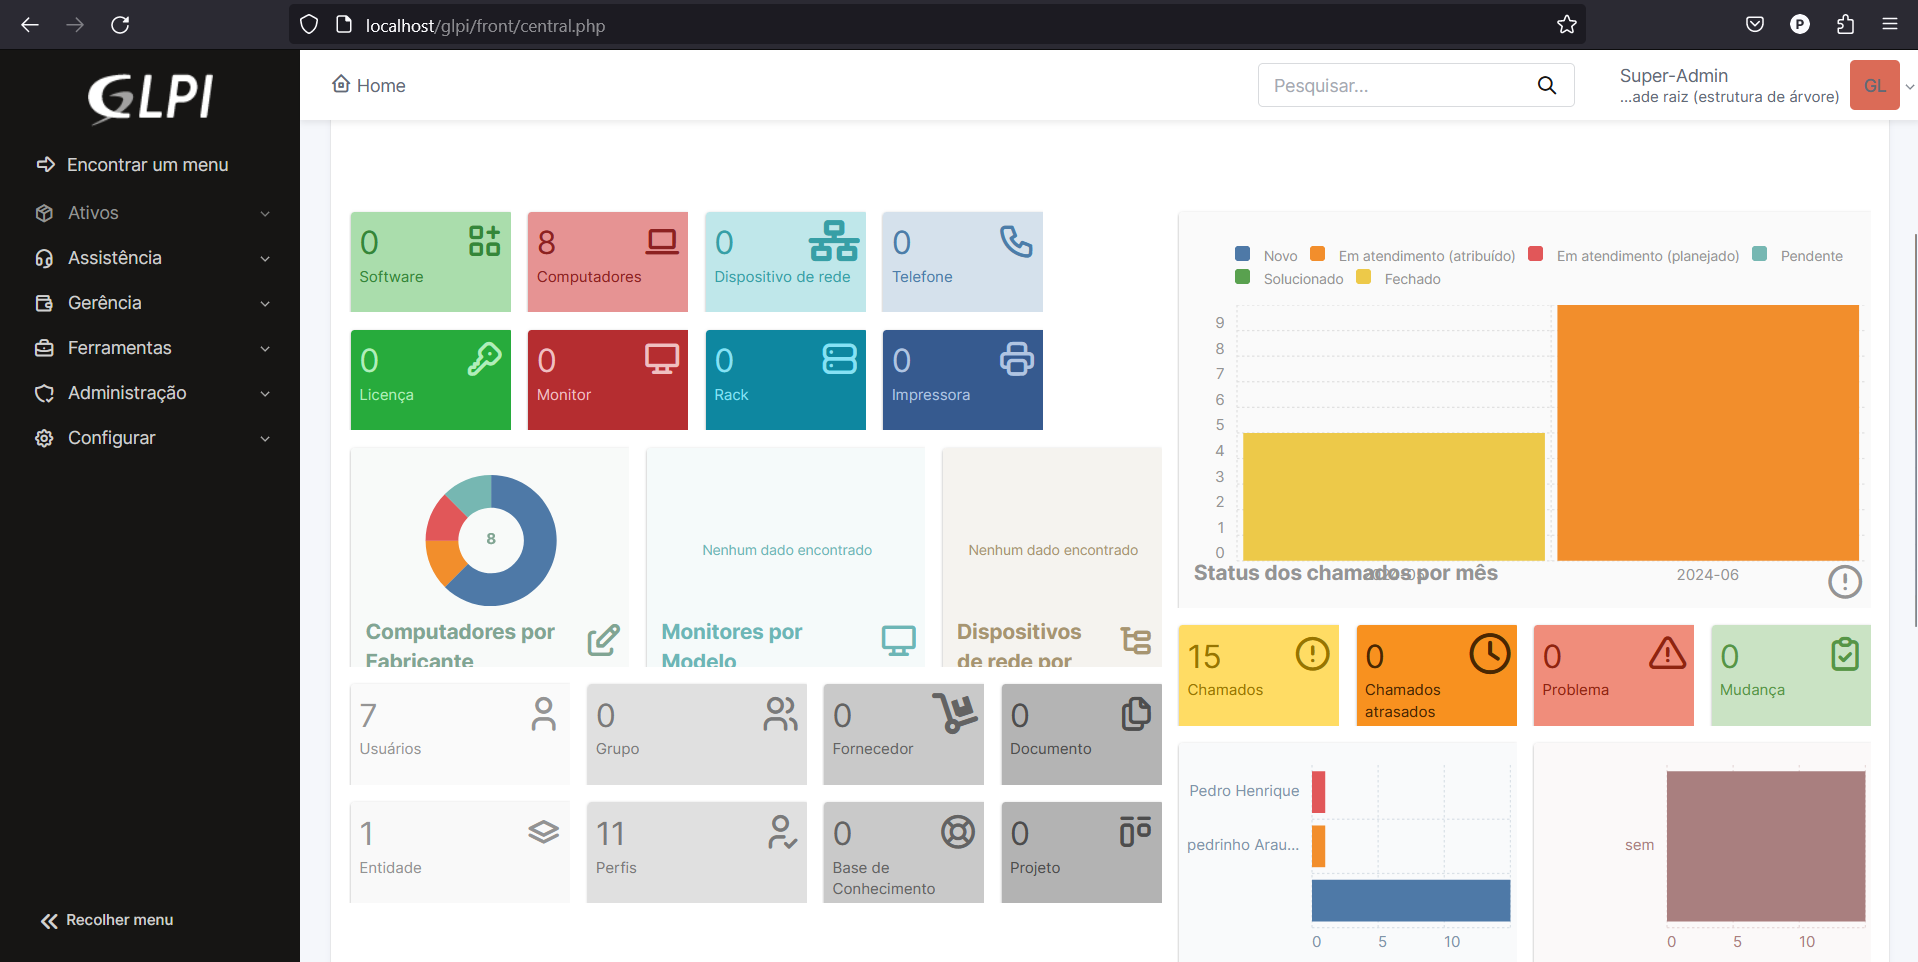 localhost/glpi/front/central.php
GLPI
Encontrar um menu
Ativos
Assistência
Gerência
Ferramentas
Administração
Configurar
Recolher menu
Home
Pesquisar...
Super-Admin
...ade raiz (estrutura de árvore)
GL
0
Software
8
Computadores
0
Dispositivo de rede
0
Telefone
0
Licença
0
Monitor
0
Rack
0
Impressora
8
Computadores por
Fabricante
Nenhum dado encontrado
Monitores por
Modelo
Nenhum dado encontrado
Dispositivos
de rede por
7
Usuários
0
Grupo
0
Fornecedor
0
Documento
1
Entidade
11
Perfis
0
Base de
Conhecimento
0
Projeto
Novo Em atendimento (atribuído) Em atendimento (planejado) Pendente
Solucionado Fechado
9
8
7
6
5
4
3
2
1
0
2024-05 2024-06
Status dos chamados por mês
15
Chamados
0
Chamados
atrasados
0
Problema
0
Mudança
Pedro Henrique
pedrinho Arau...
0 5 10
sem
0 5 10